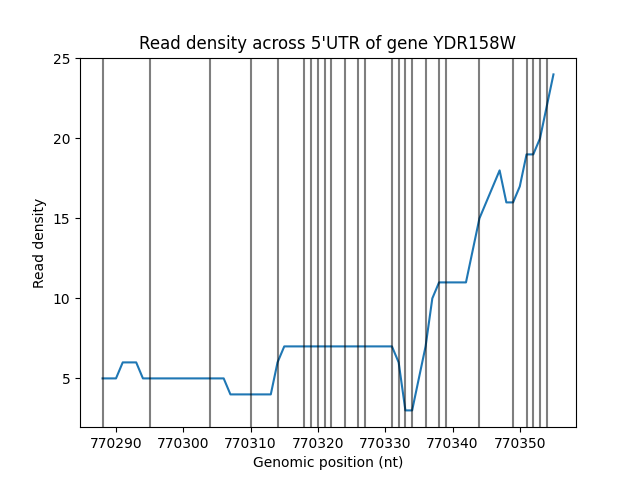 Read density across 5'UTR of gene YDR158W
25
20
15
10
5
Read density
770290 770300 770310 770320 770330 770340 770350
Genomic position (nt)